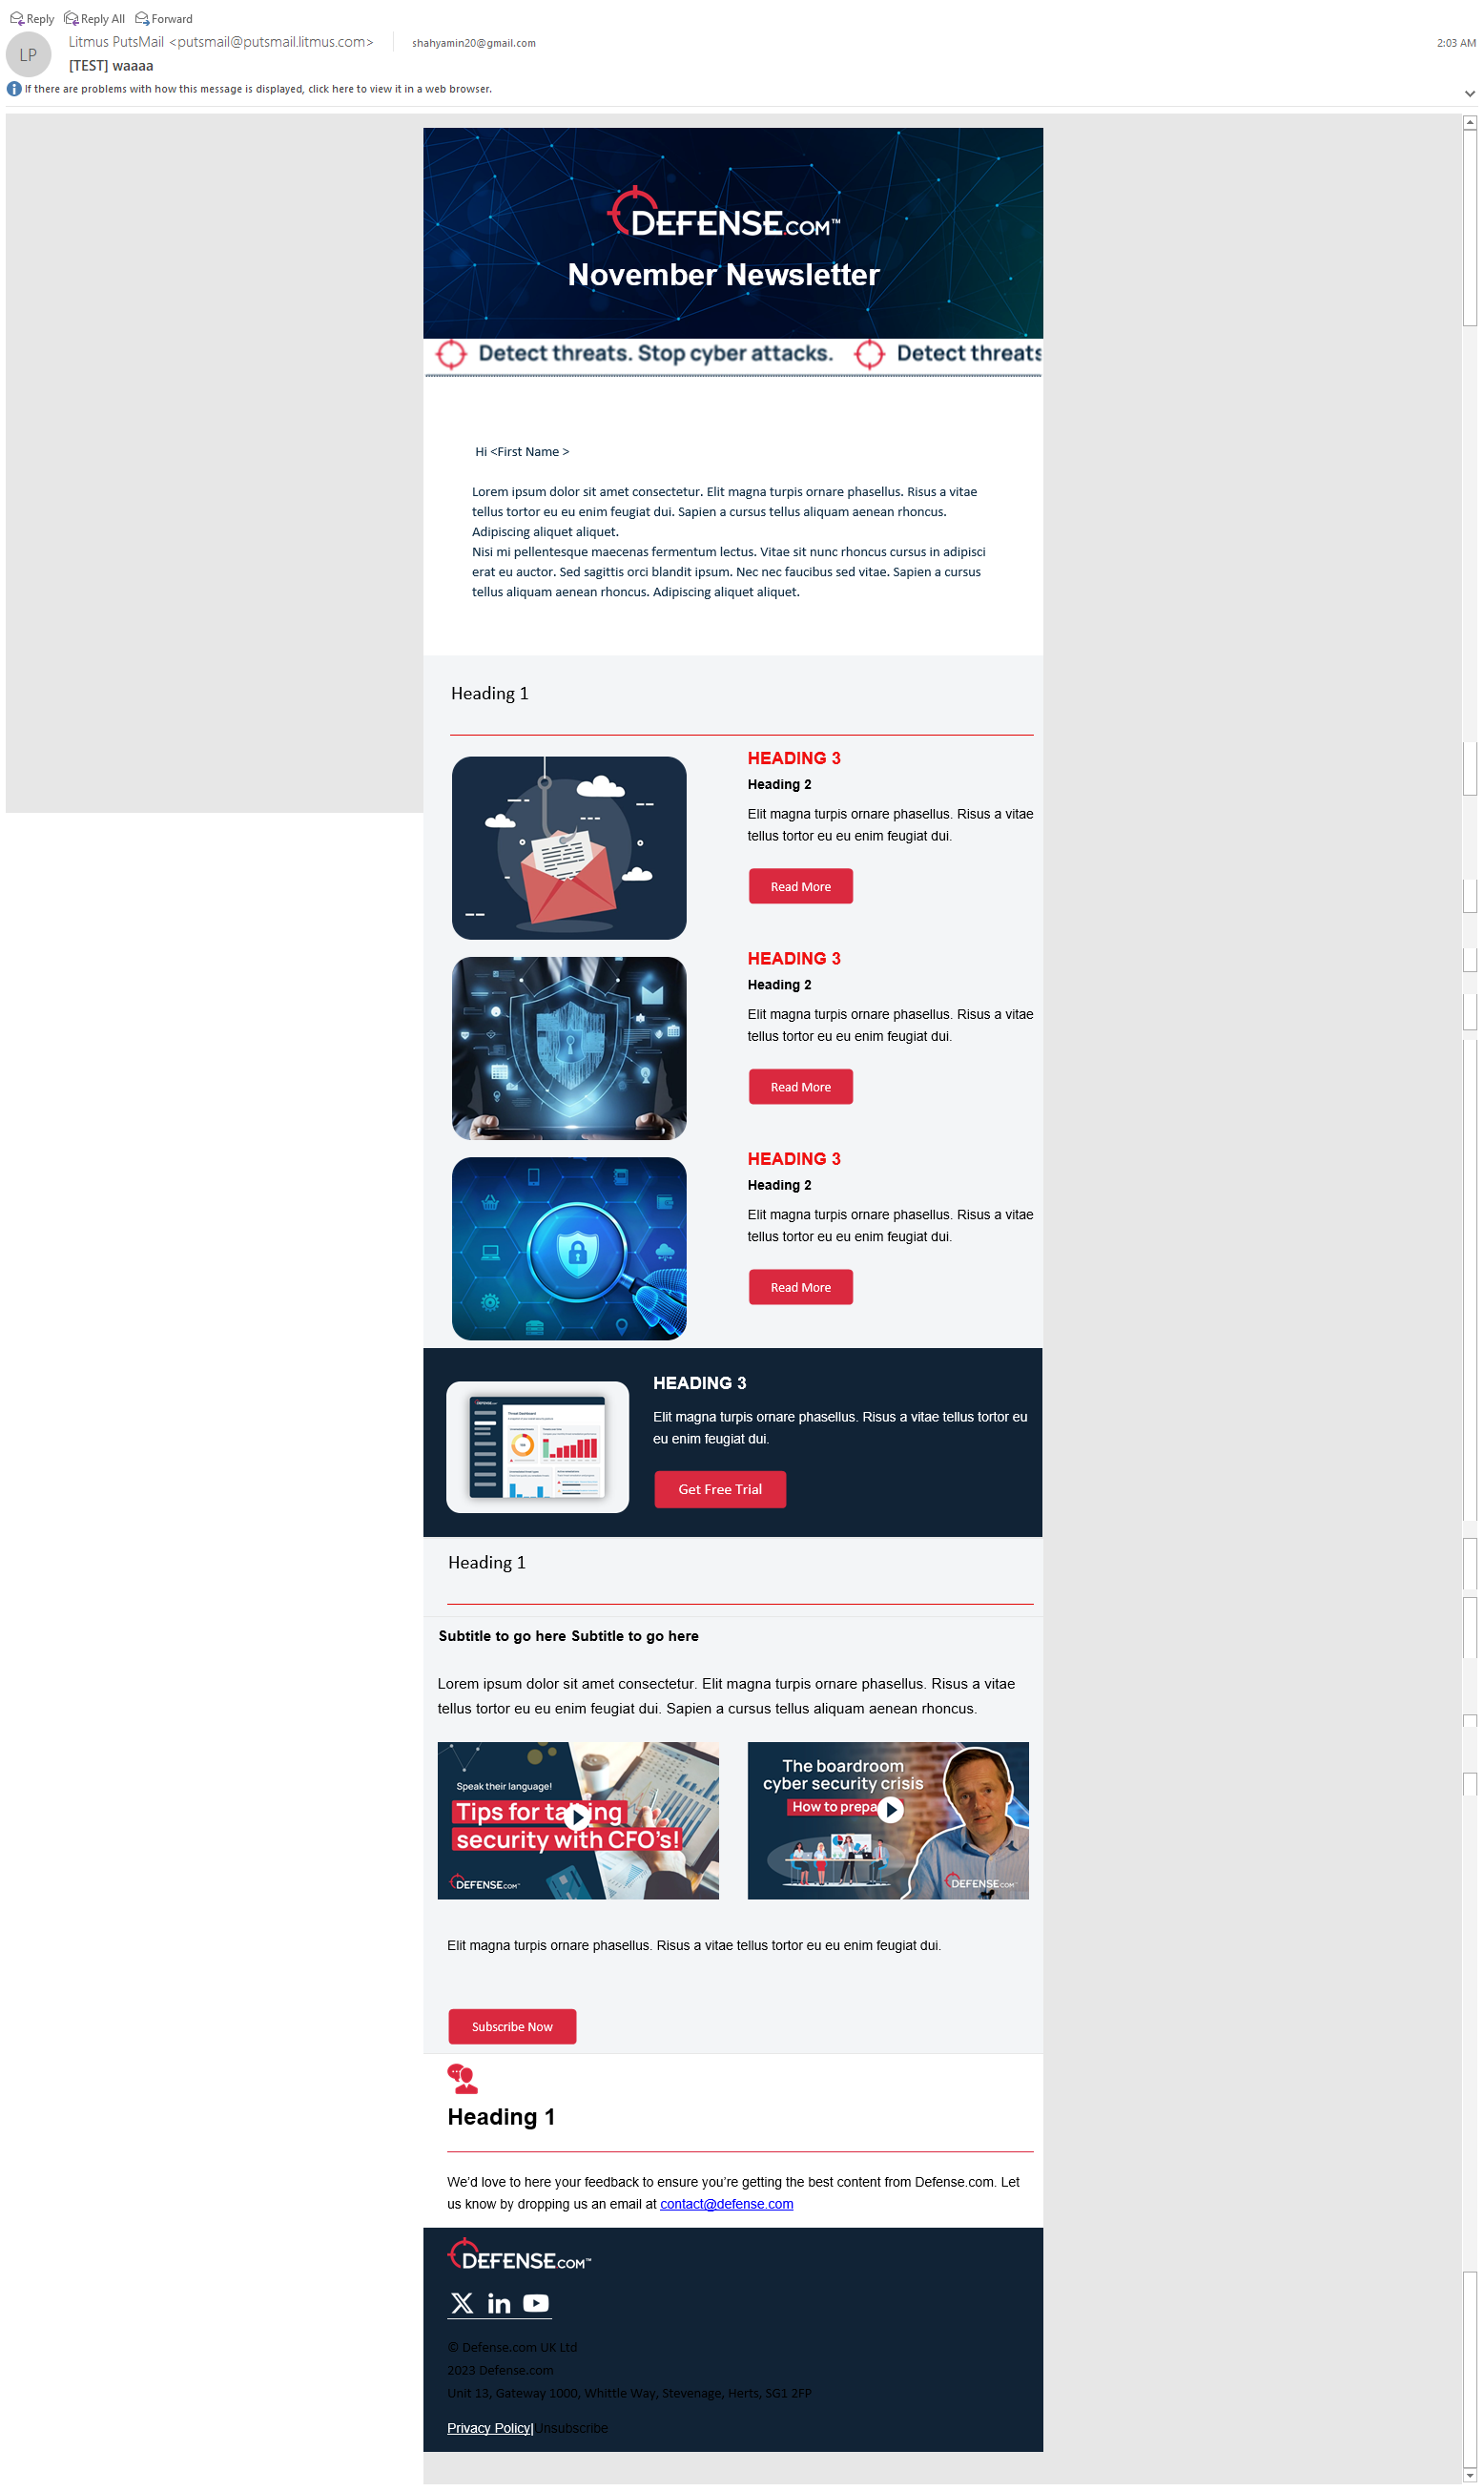 Reply Reply All Forward
LP
Litmus PutsMail <putsmail@putsmail.litmus.com>
shahyamin20@gmail.com
2:03 AM
[TEST] waaaa
If there are problems with how this message is displayed, click here to view it in a web browser.
DEFENSE.COM™
November Newsletter
Detect threats. Stop cyber attacks. Detect threats
Hi <First Name >
Lorem ipsum dolor sit amet consectetur. Elit magna turpis ornare phasellus. Risus a vitae
tellus tortor eu eu enim feugiat dui. Sapien a cursus tellus aliquam aenean rhoncus.
Adipiscing aliquet aliquet.
Nisi mi pellentesque maecenas fermentum lectus. Vitae sit nunc rhoncus cursus in adipisci
erat eu auctor. Sed sagittis orci blandit ipsum. Nec nec faucibus sed vitae. Sapien a cursus
tellus aliquam aenean rhoncus. Adipiscing aliquet aliquet.
Heading 1
HEADING 3
Heading 2
Elit magna turpis ornare phasellus. Risus a vitae
tellus tortor eu eu enim feugiat dui.
Read More
HEADING 3
Heading 2
Elit magna turpis ornare phasellus. Risus a vitae
tellus tortor eu eu enim feugiat dui.
Read More
HEADING 3
Heading 2
Elit magna turpis ornare phasellus. Risus a vitae
tellus tortor eu eu enim feugiat dui.
Read More
HEADING 3
Elit magna turpis ornare phasellus. Risus a vitae tellus tortor eu
eu enim feugiat dui.
Get Free Trial
Heading 1
Subtitle to go here Subtitle to go here
Lorem ipsum dolor sit amet consectetur. Elit magna turpis ornare phasellus. Risus a vitae
tellus tortor eu eu enim feugiat dui. Sapien a cursus tellus aliquam aenean rhoncus.
Speak their language!
Tips for talking
security with CFO's!
DEFENSE.COM™
The boardroom
cyber security crisis
How to prepa
DEFENSE.COM™
Elit magna turpis ornare phasellus. Risus a vitae tellus tortor eu eu enim feugiat dui.
Subscribe Now
Heading 1
We'd love to here your feedback to ensure you're getting the best content from Defense.com. Let
us know by dropping us an email at contact@defense.com
DEFENSE.COM™
© Defense.com UK Ltd
2023 Defense.com
Unit 13, Gateway 1000, Whittle Way, Stevenage, Herts, SG1 2FP
Privacy Policy|Unsubscribe